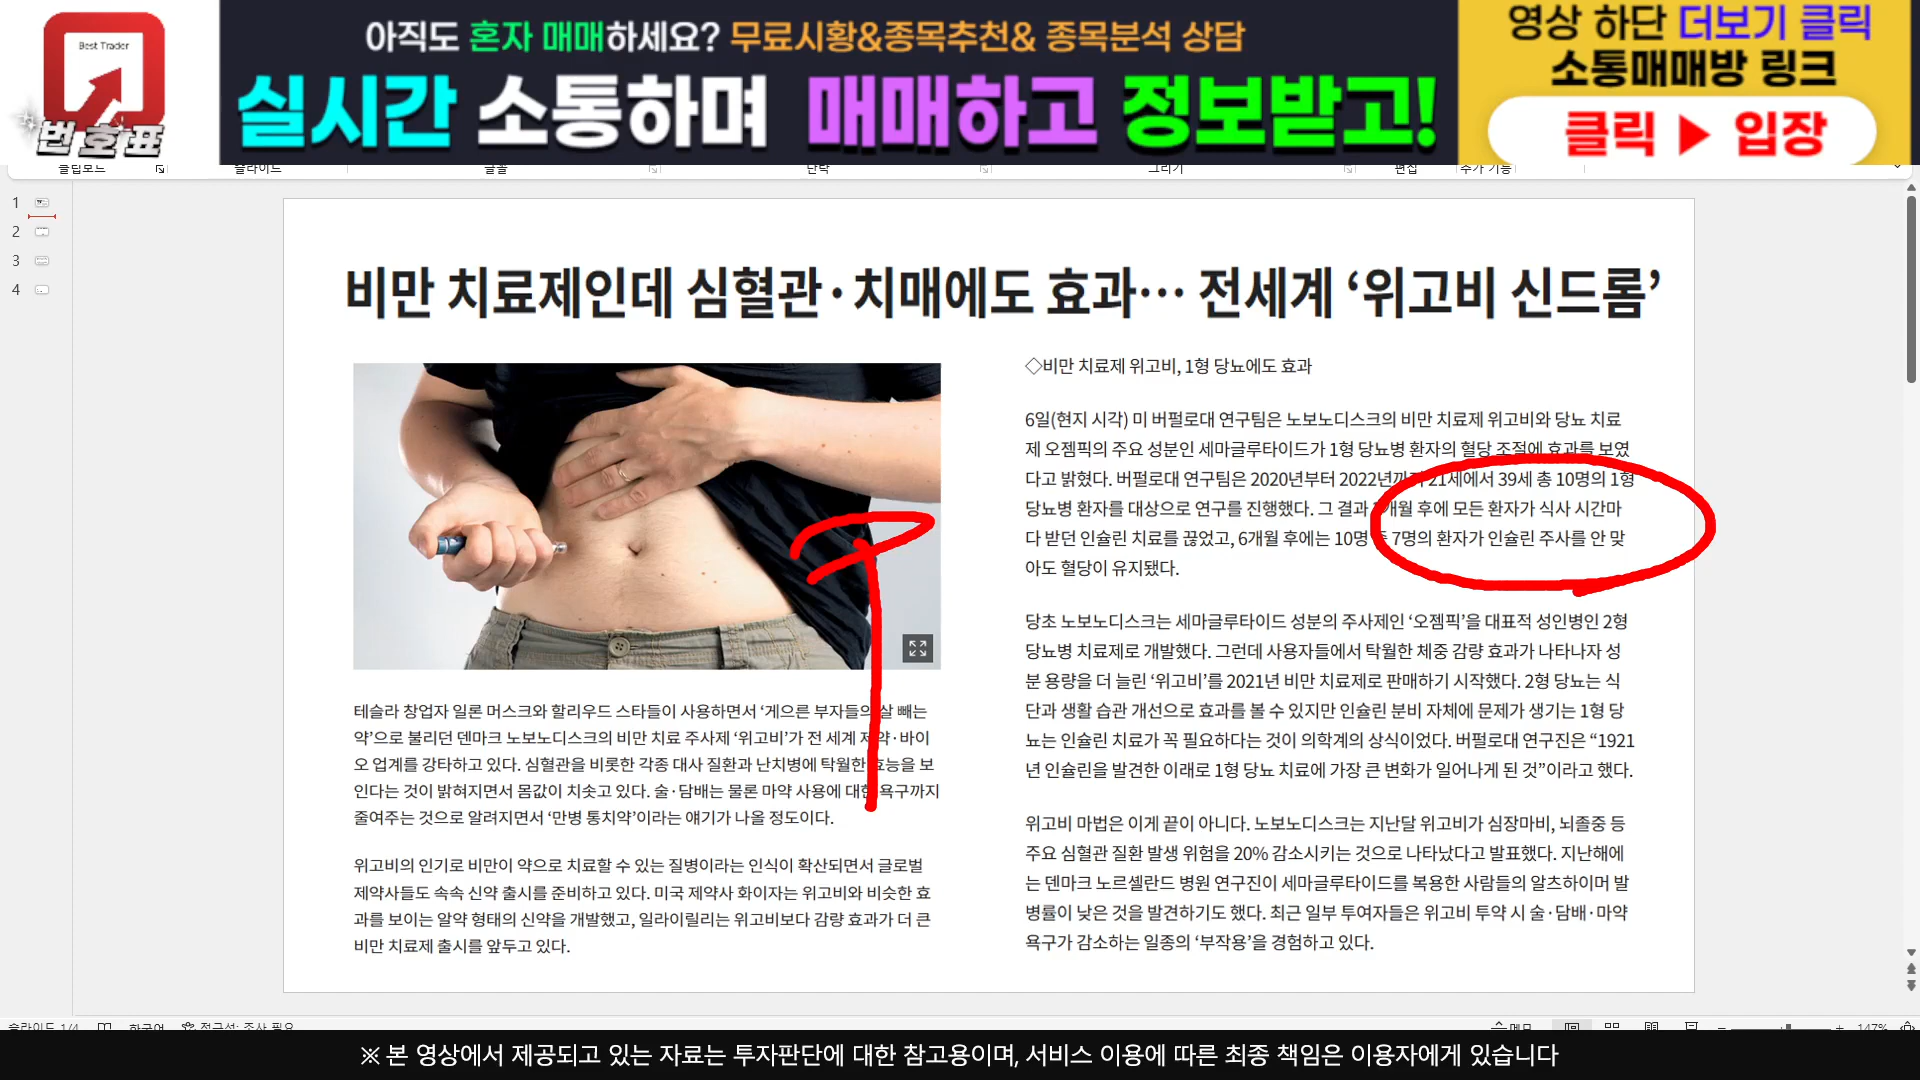 Best Trader
번호표
아직도 혼자 매매하세요? 무료시황&종목추천& 종목분석 상담
실시간 소통하며 매매하고 정보받고!
영상 하단 더보기 클릭
소통매매방 링크
클릭 ▶ 입장
클립보드 슬라이드 글꼴 단락 그리기 편집 추가 기능
1
2
3
4
비만 치료제인데 심혈관·치매에도 효과… 전세계 ‘위고비 신드롬’
테슬라 창업자 일론 머스크와 할리우드 스타들이 사용하면서 ‘게으른 부자들의 살 빼는
약’으로 불리던 덴마크 노보노디스크의 비만 치료 주사제 ‘위고비’가 전 세계 제약·바이
오 업계를 강타하고 있다. 심혈관을 비롯한 각종 대사 질환과 난치병에 탁월한 효능을 보
인다는 것이 밝혀지면서 몸값이 치솟고 있다. 술·담배는 물론 마약 사용에 대한 욕구까지
줄여주는 것으로 알려지면서 ‘만병 통치약’이라는 얘기가 나올 정도이다.
위고비의 인기로 비만이 약으로 치료할 수 있는 질병이라는 인식이 확산되면서 글로벌
제약사들도 속속 신약 출시를 준비하고 있다. 미국 제약사 화이자는 위고비와 비슷한 효
과를 보이는 알약 형태의 신약을 개발했고, 일라이릴리는 위고비보다 감량 효과가 더 큰
비만 치료제 출시를 앞두고 있다.
◇비만 치료제 위고비, 1형 당뇨에도 효과
6일(현지 시각) 미 버펄로대 연구팀은 노보노디스크의 비만 치료제 위고비와 당뇨 치료
제 오젬픽의 주요 성분인 세마글루타이드가 1형 당뇨병 환자의 혈당 조절에 효과를 보였
다고 밝혔다. 버펄로대 연구팀은 2020년부터 2022년까지 21세에서 39세 총 10명의 1형
당뇨병 환자를 대상으로 연구를 진행했다. 그 결과 개월 후에 모든 환자가 식사 시간마
다 받던 인슐린 치료를 끊었고, 6개월 후에는 10명 중 7명의 환자가 인슐린 주사를 안 맞
아도 혈당이 유지됐다.
당초 노보노디스크는 세마글루타이드 성분의 주사제인 ‘오젬픽’을 대표적 성인병인 2형
당뇨병 치료제로 개발했다. 그런데 사용자들에서 탁월한 체중 감량 효과가 나타나자 성
분 용량을 더 늘린 ‘위고비’를 2021년 비만 치료제로 판매하기 시작했다. 2형 당뇨는 식
단과 생활 습관 개선으로 효과를 볼 수 있지만 인슐린 분비 자체에 문제가 생기는 1형 당
뇨는 인슐린 치료가 꼭 필요하다는 것이 의학계의 상식이었다. 버펄로대 연구진은 “1921
년 인슐린을 발견한 이래로 1형 당뇨 치료에 가장 큰 변화가 일어나게 된 것”이라고 했다.
위고비 마법은 이게 끝이 아니다. 노보노디스크는 지난달 위고비가 심장마비, 뇌졸중 등
주요 심혈관 질환 발생 위험을 20% 감소시키는 것으로 나타났다고 발표했다. 지난해에
는 덴마크 노르셸란드 병원 연구진이 세마글루타이드를 복용한 사람들의 알츠하이머 발
병률이 낮은 것을 발견하기도 했다. 최근 일부 투여자들은 위고비 투약 시 술·담배·마약
욕구가 감소하는 일종의 ‘부작용’을 경험하고 있다.
슬라이드 1/4 한국어 접근성: 조사 필요 메모 147%
※ 본 영상에서 제공되고 있는 자료는 투자판단에 대한 참고용이며, 서비스 이용에 따른 최종 책임은 이용자에게 있습니다